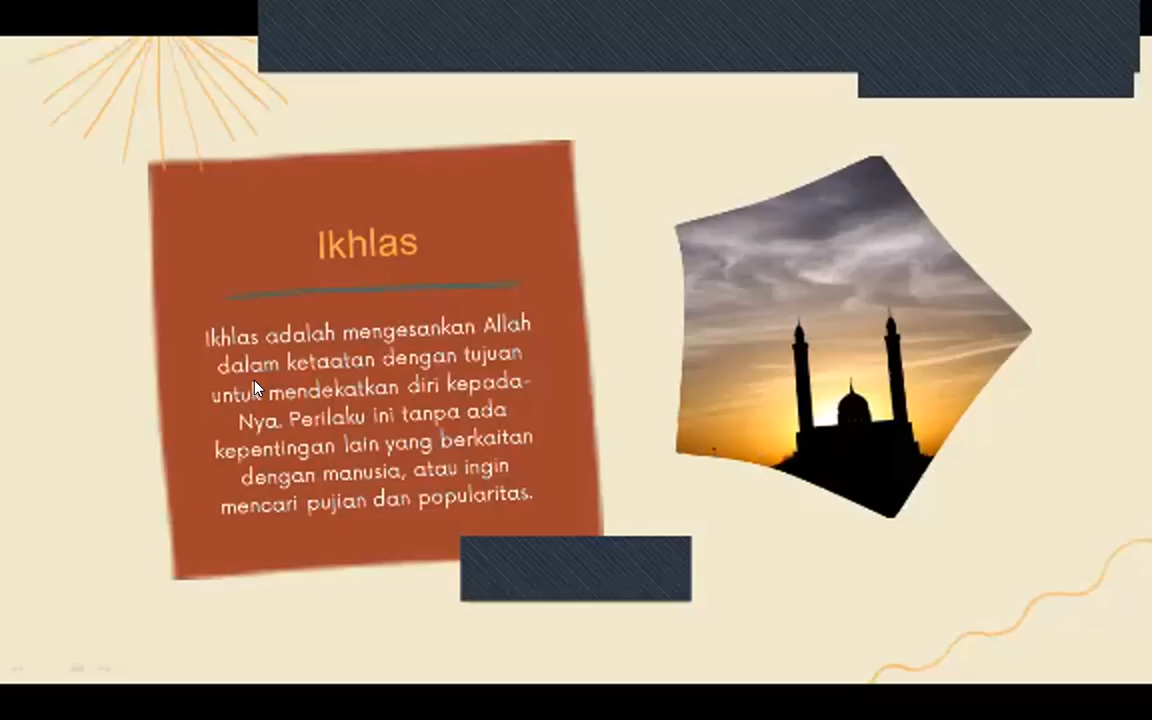 Ikhlas
Ikhlas adalah mengesankan Allah
dalam ketaatan dengan tujuan
untuk mendekatkan diri kepada-
Nya. Perilaku ini tanpa ada
kepentingan lain yang berkaitan
dengan manusia, atau ingin
mencari pujian dan popularitas.